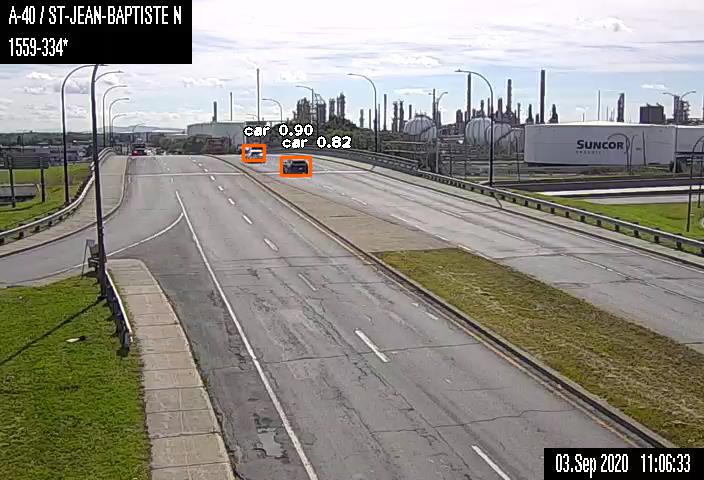 A-40 / ST-JEAN-BAPTISTE N
1559-334*
car 0.90
car 0.82
SUNCOR
03.Sep 2020 11:06:33